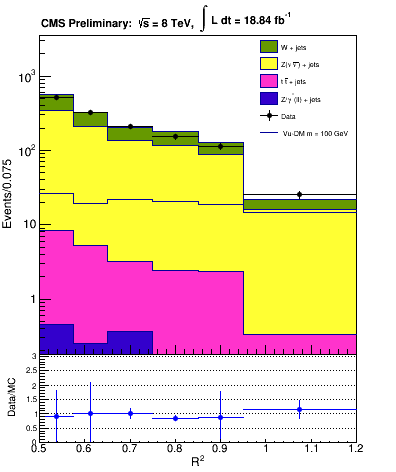 CMS Preliminary: √s = 8 TeV, ∫ L dt = 18.84 fb⁻¹
W + jets
Z(ν ν̅) + jets
t t̅ + jets
Z/γ*(ll) + jets
Data
Vu-DM m = 100 GeV
Events/0.075
10³
10²
10
1
Data/MC
3
2.5
2
1.5
1
0.5
0
0.5 0.6 0.7 0.8 0.9 1 1.1 1.2
R²